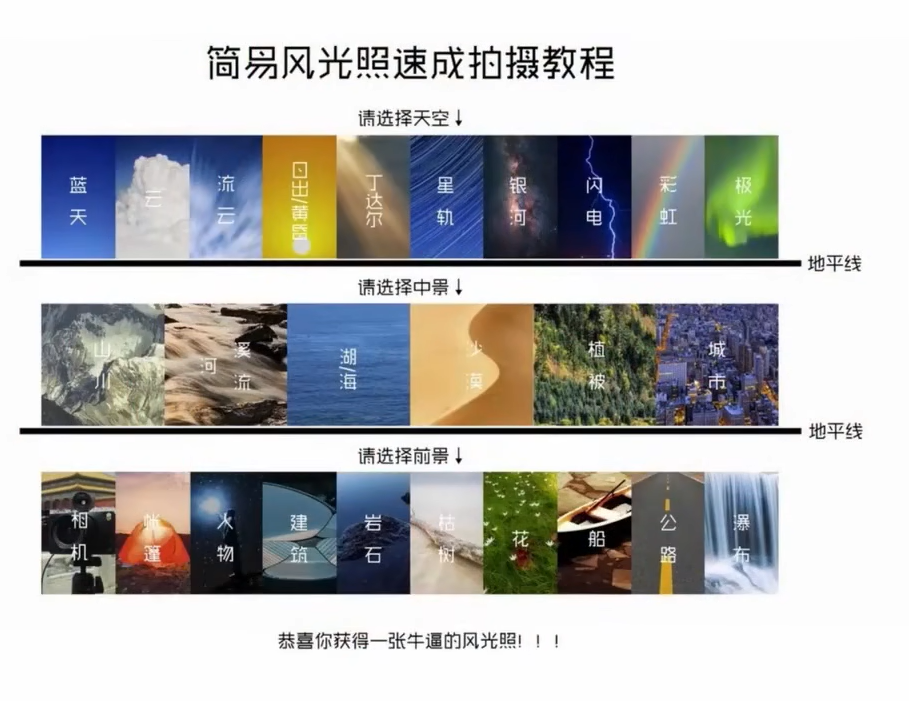 简易风光照速成拍摄教程
请选择天空↓
蓝天
云
流云
日出/黄昏
丁达尔
星轨
银河
闪电
彩虹
极光
地平线
请选择中景↓
山川
河溪流
湖/海
沙漠
植被
城市
地平线
请选择前景↓
相机
帐篷
人物
建筑
岩石
枯树
花
船
公路
瀑布
恭喜你获得一张牛逼的风光照!!!